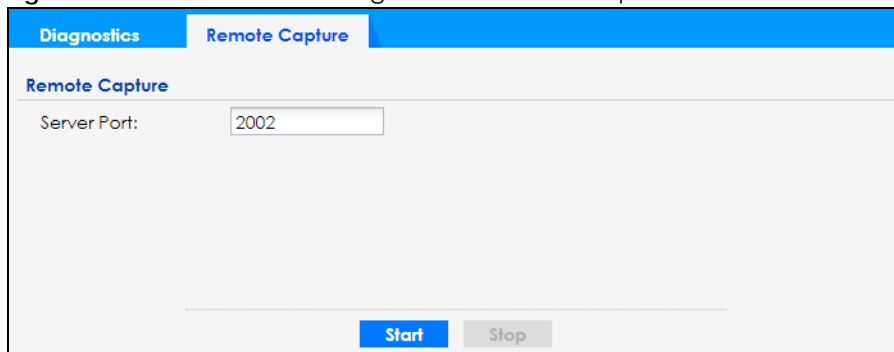 Diagnostics Remote Capture
Remote Capture
Server Port: 2002
Start Stop